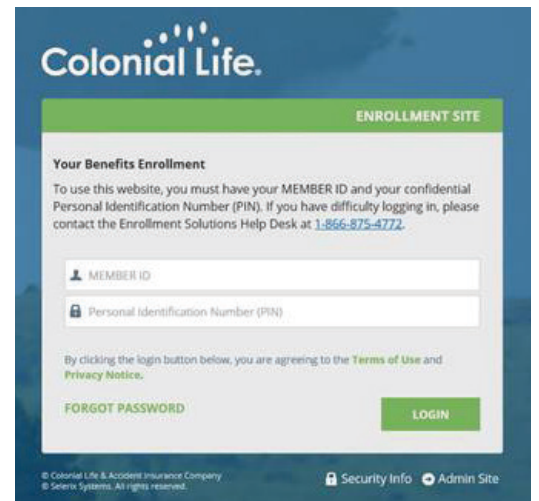 Colonial Life.
ENROLLMENT SITE
Your Benefits Enrollment
To use this website, you must have your MEMBER ID and your confidential
Personal Identification Number (PIN). If you have difficulty logging in, please
contact the Enrollment Solutions Help Desk at 1-866-875-4772.
MEMBER ID
Personal Identification Number (PIN)
By clicking the login button below, you are agreeing to the Terms of Use and
Privacy Notice.
FORGOT PASSWORD
LOGIN
© Colonial Life & Accident Insurance Company
© Selerix Systems. All rights reserved.
Security Info
Admin Site